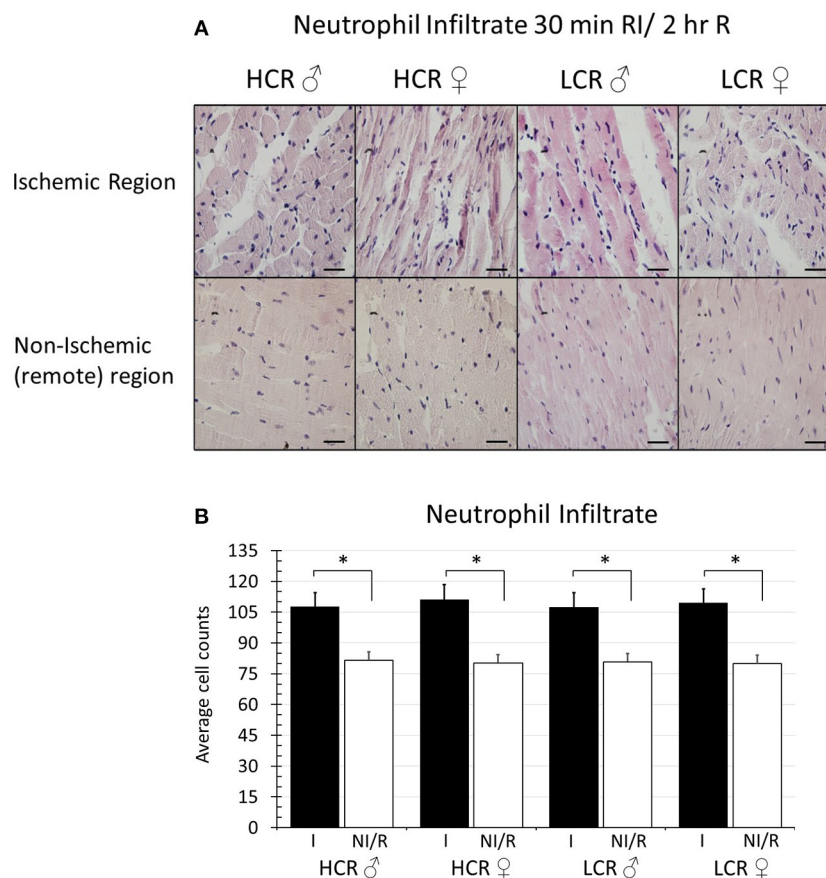 A
Neutrophil Infiltrate 30 min RI/ 2 hr R
HCR ♂ HCR ♀ LCR ♂ LCR ♀
Ischemic Region
Non-Ischemic
(remote) region
B
Neutrophil Infiltrate
Average cell counts
135
120
105
90
75
60
45
30
15
0
* * * *
I NI/R I NI/R I NI/R I NI/R
HCR ♂ HCR ♀ LCR ♂ LCR ♀